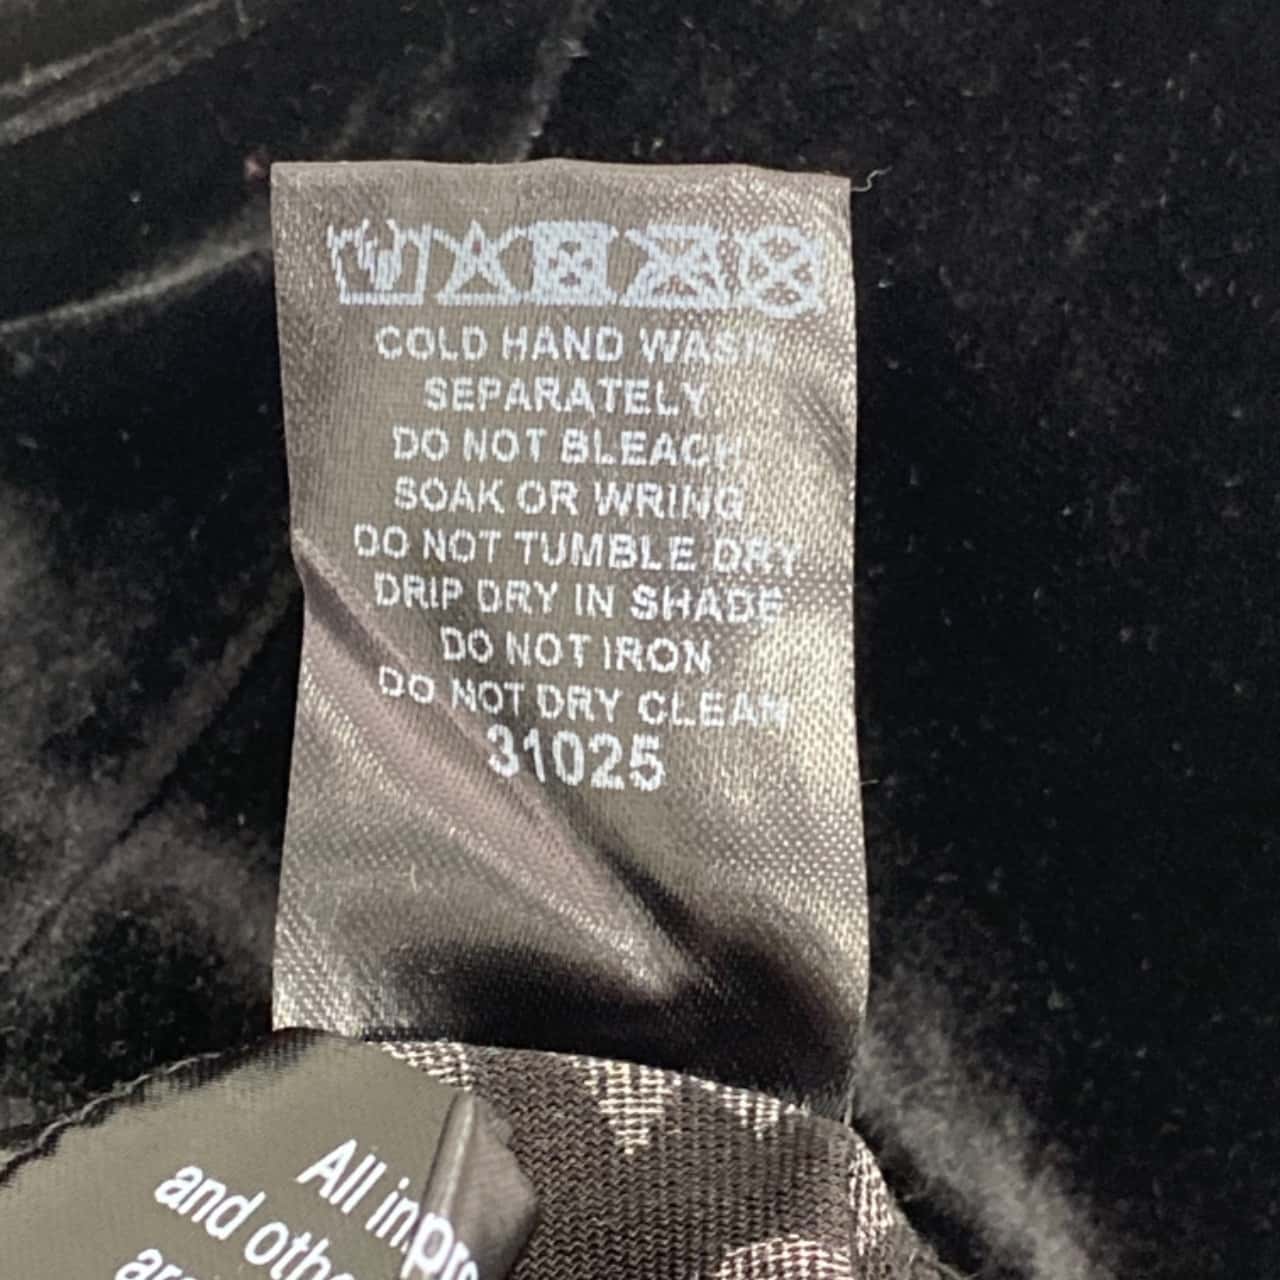 COLD HAND WASH
SEPARATELY
DO NOT BLEACH
SOAK OR WRING
DO NOT TUMBLE DRY
DRIP DRY IN SHADE
DO NOT IRON
DO NOT DRY CLEAN
31025
All
and